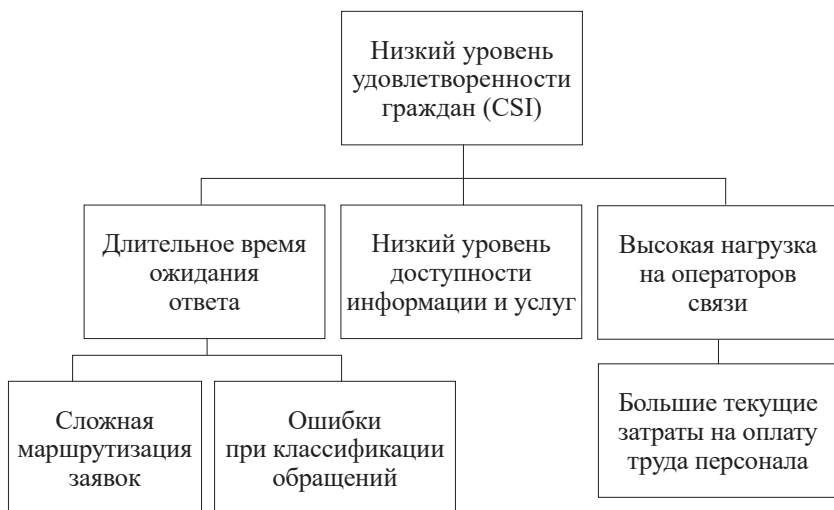 Низкий уровень
удовлетворенности
граждан (CSI)
Длительное время
ожидания
ответа
Низкий уровень
доступности
информации и услуг
Высокая нагрузка
на операторов
связи
Сложная
маршрутизация
заявок
Ошибки
при классификации
обращений
Большие текущие
затраты на оплату
труда персонала